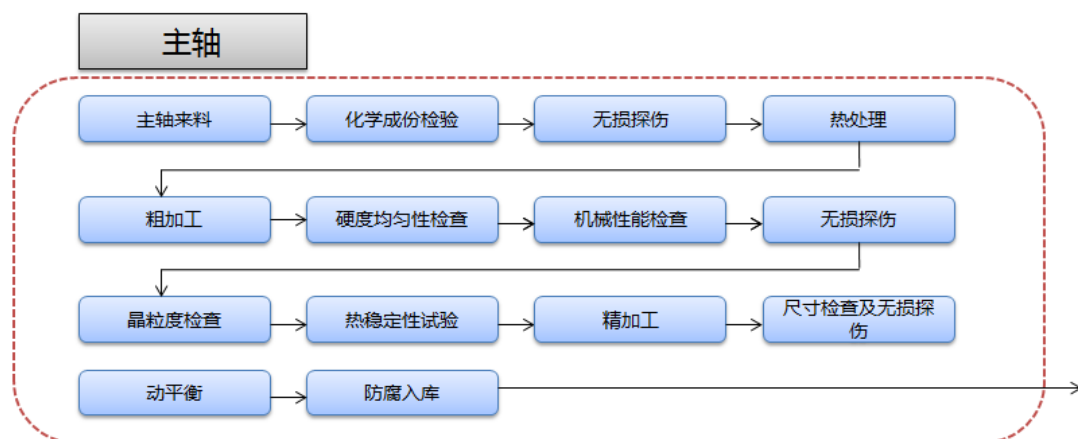 主轴
主轴来料
化学成份检验
无损探伤
热处理
粗加工
硬度均匀性检查
机械性能检查
无损探伤
晶粒度检查
热稳定性试验
精加工
尺寸检查及无损探
伤
动平衡
防腐入库